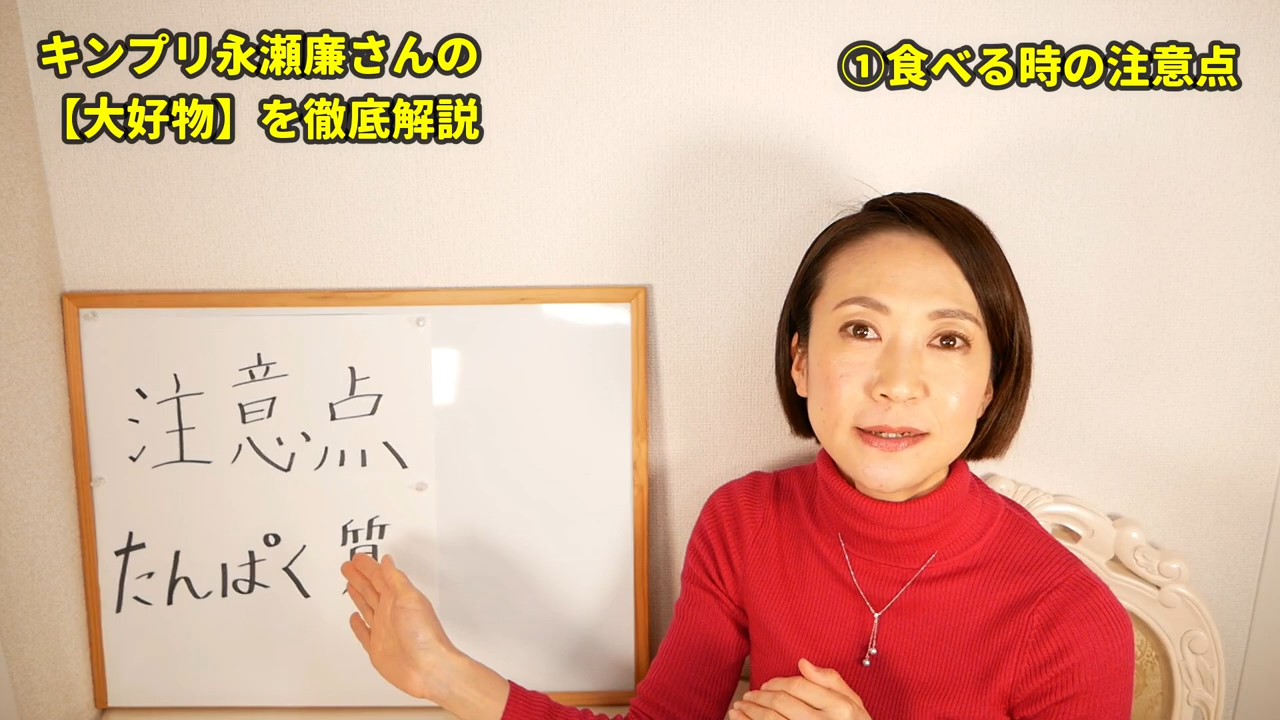 キンプリ永瀬廉さんの
【大好物】を徹底解説
①食べる時の注意点
注意点
たんぱく質